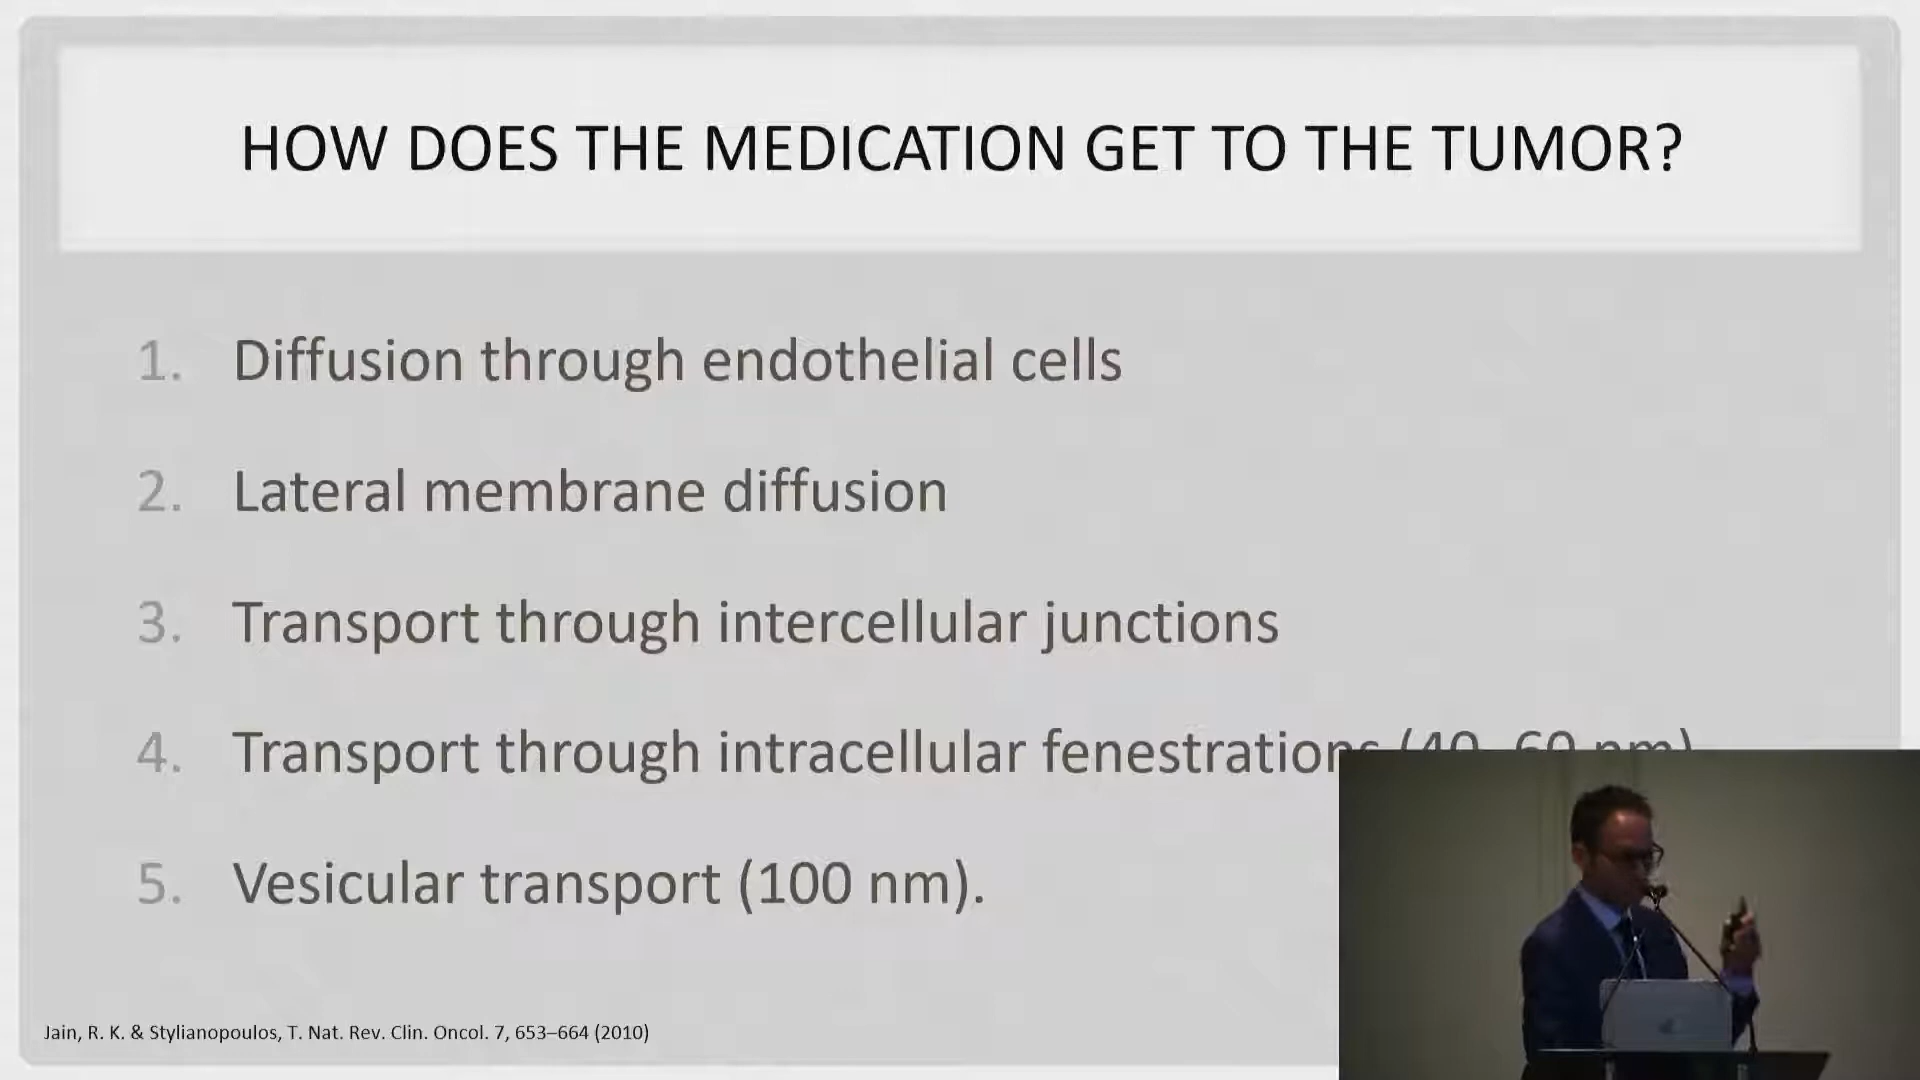 HOW DOES THE MEDICATION GET TO THE TUMOR?
1. Diffusion through endothelial cells
2. Lateral membrane diffusion
3. Transport through intercellular junctions
4. Transport through intracellular fenestrations (40–60 nm)
5. Vesicular transport (100 nm).
Jain, R. K. & Stylianopoulos, T. Nat. Rev. Clin. Oncol. 7, 653–664 (2010)